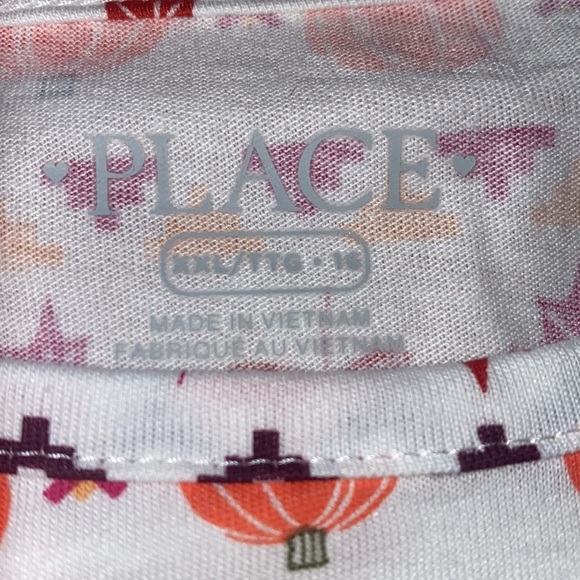 PLACE
XXL/TTG • 16
MADE IN VIETNAM
FABRIQUÉ AU VIETNAM